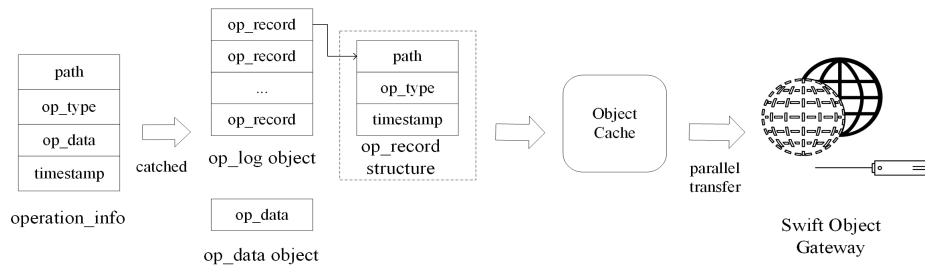 path
op_type
op_data
timestamp
operation_info
catched
op_record
op_record
...
op_record
op_log object
op_data
op_data object
path
op_type
timestamp
op_record
structure
Object
Cache
parallel
transfer
Swift Object
Gateway